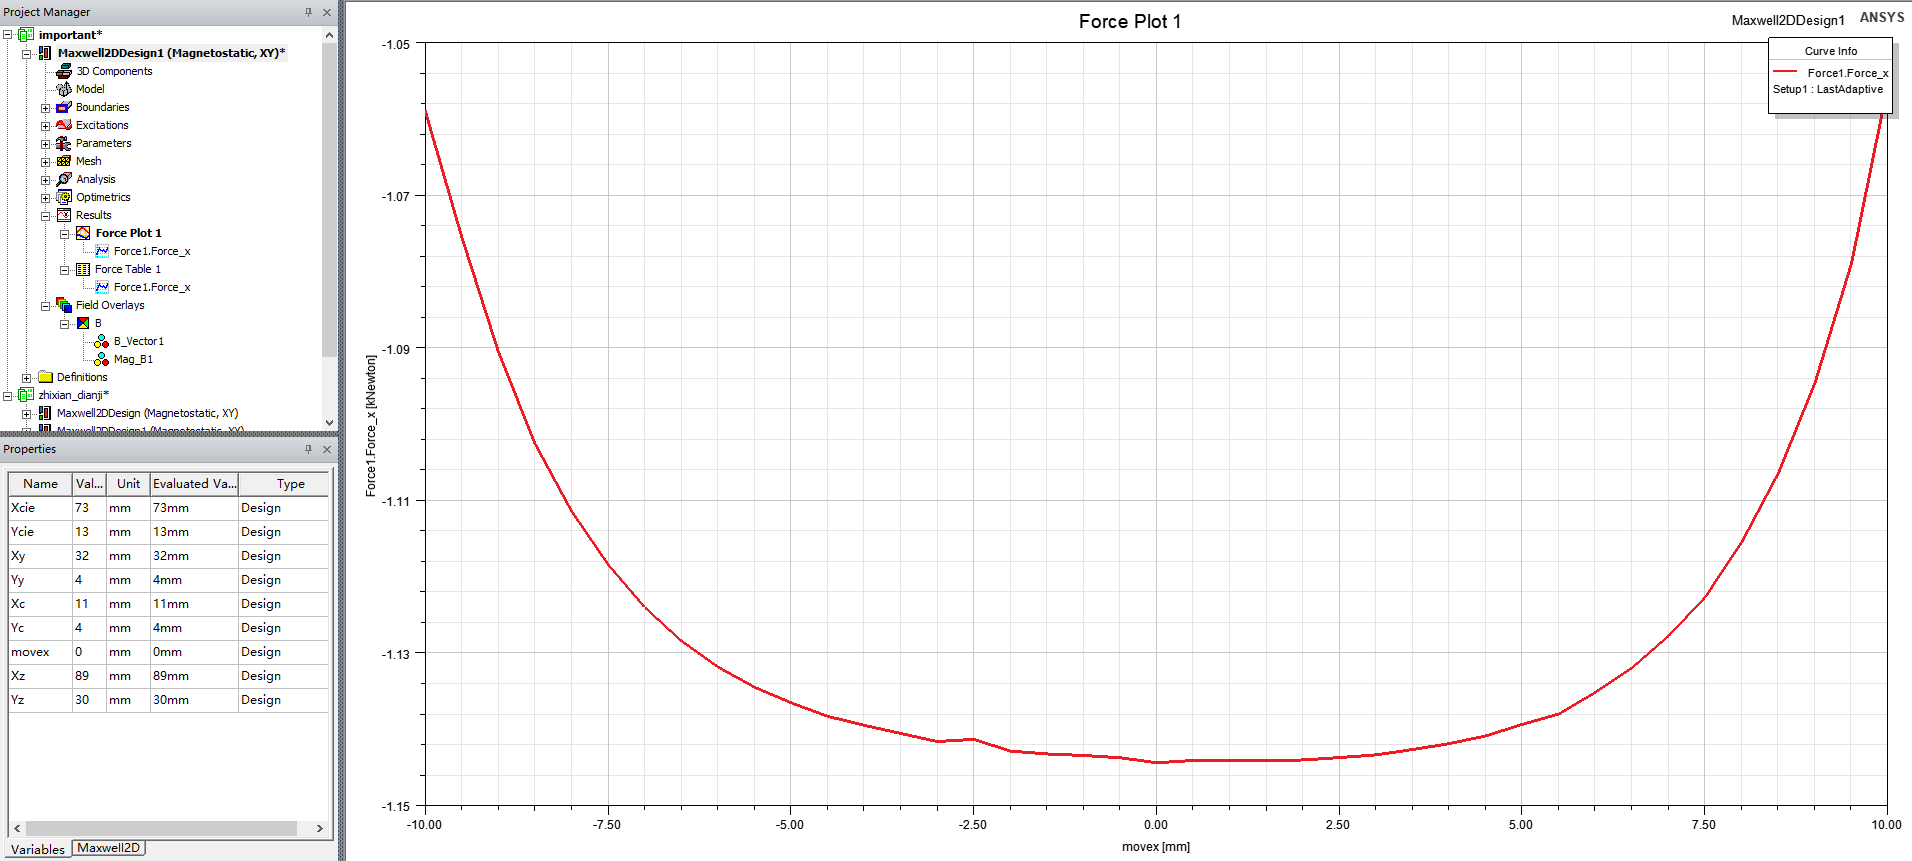 Project Manager
important*
Maxwell2DDesign1 (Magnetostatic, XY)*
3D Components
Model
Boundaries
Excitations
Parameters
Mesh
Analysis
Optimetrics
Results
Force Plot 1
Force1.Force_x
Force Table 1
Force1.Force_x
Field Overlays
B
B_Vector1
Mag_B1
Definitions
zhixian_dianji*
Maxwell2DDesign (Magnetostatic, XY)
Maxwell2DDesign1 (Magnetostatic, XY)
Properties
Name Val... Unit Evaluated Va... Type
Xcie 73 mm 73mm Design
Ycie 13 mm 13mm Design
Xy 32 mm 32mm Design
Yy 4 mm 4mm Design
Xc 11 mm 11mm Design
Yc 4 mm 4mm Design
movex 0 mm 0mm Design
Xz 89 mm 89mm Design
Yz 30 mm 30mm Design
Variables Maxwell2D
Force Plot 1
Maxwell2DDesign1 ANSYS
Curve Info
Force1.Force_x
Setup1 : LastAdaptive
Force1.Force_x [kNewton]
-1.05
-1.07
-1.09
-1.11
-1.13
-1.15
-10.00 -7.50 -5.00 -2.50 0.00 2.50 5.00 7.50 10.00
movex [mm]